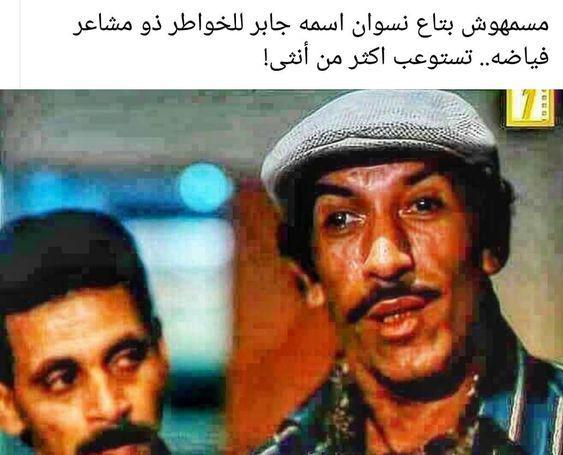 مسمهوش بتاع نسوان اسمه جابر للخواطر ذو مشاعر
فياضه.. تستوعب اكثر من أنثى!